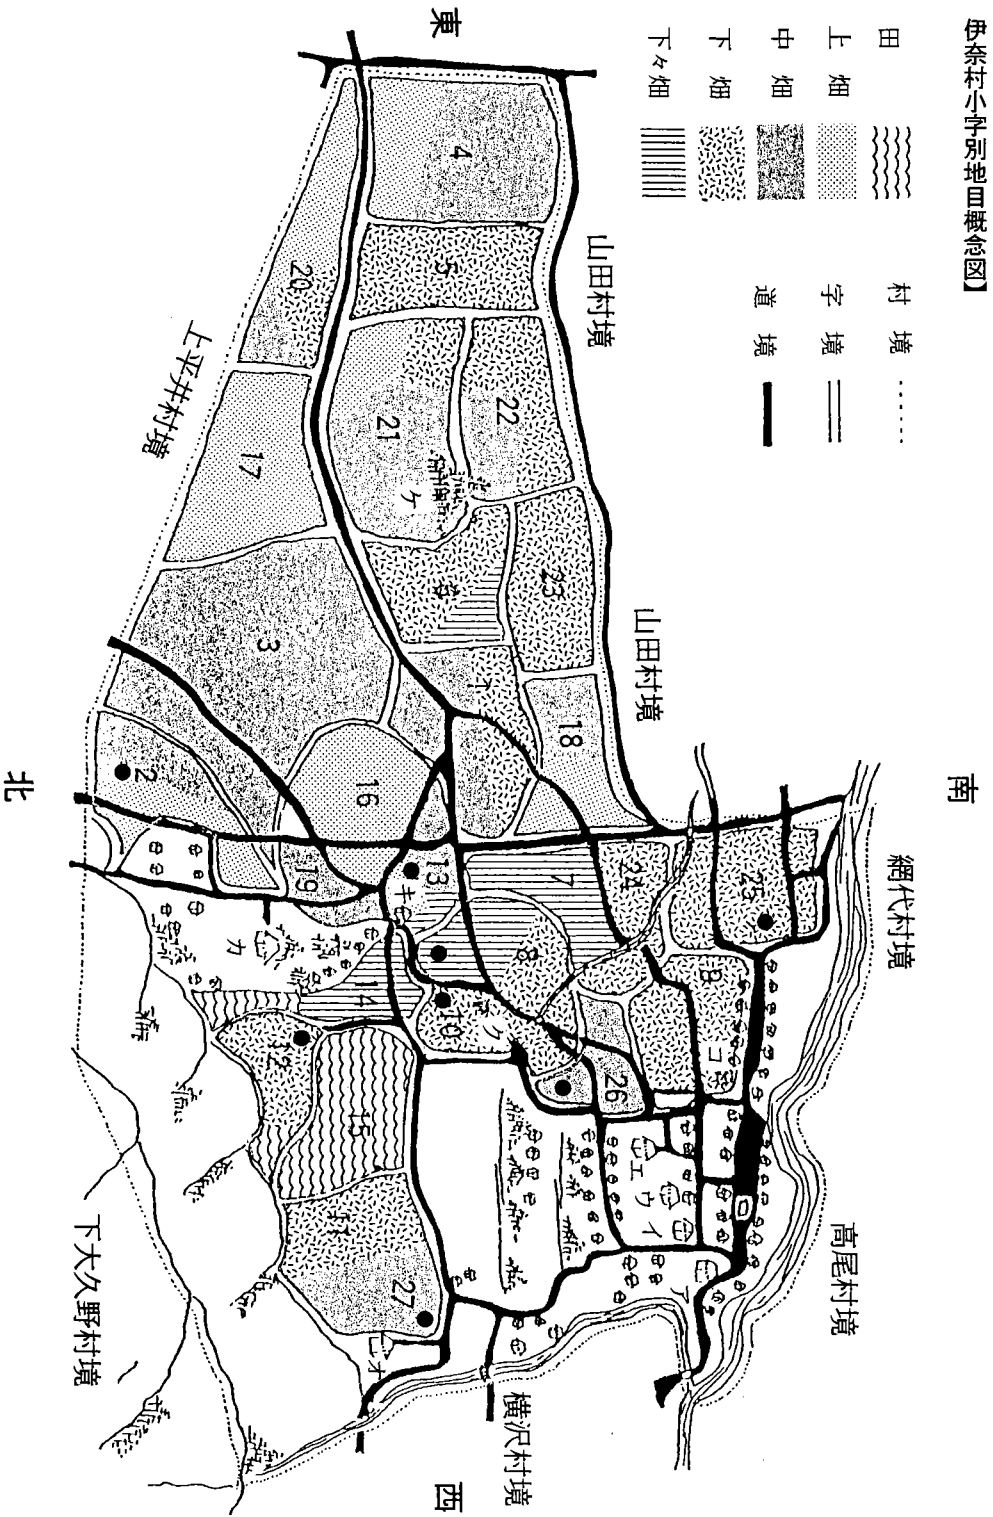 伊奈村小字別地目概念図】
田
上畑
中畑
下畑
下々畑
村境
字境
道境
東
南
西
北
山田村境
山田村境
網代村境
高尾村境
横沢村境
下大久野村境
上平井村境
4
5
20
22
21
ケ
17
6
23
3
1
18
2
16
19
13
キ
7
24
25
8
9
コ
カ
14
10
ク
12
15
26
エ
ウ
イ
ア
11
27
オ